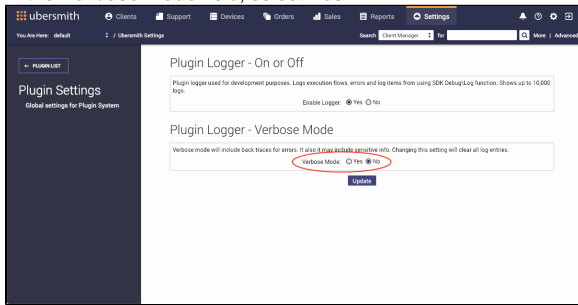 ubersmith
Clients
Support
Devices
Orders
Sales
Reports
Settings
You Are Here: default
/ Ubersmith Settings
Search
Client Manager
for
More | Advanced
← PLUGIN LIST
Plugin Settings
Global settings for Plugin System
Plugin Logger - On or Off
Plugin logger used for development purposes. Logs execution flows, errors and log items from using SDK.Debug\Log function. Shows up to 10,000
logs.
Enable Logger: Yes No
Plugin Logger - Verbose Mode
Verbose mode will include back traces for errors. It also it may include sensitive info. Changing this setting will clear all log entries.
Verbose Mode: Yes No
Update